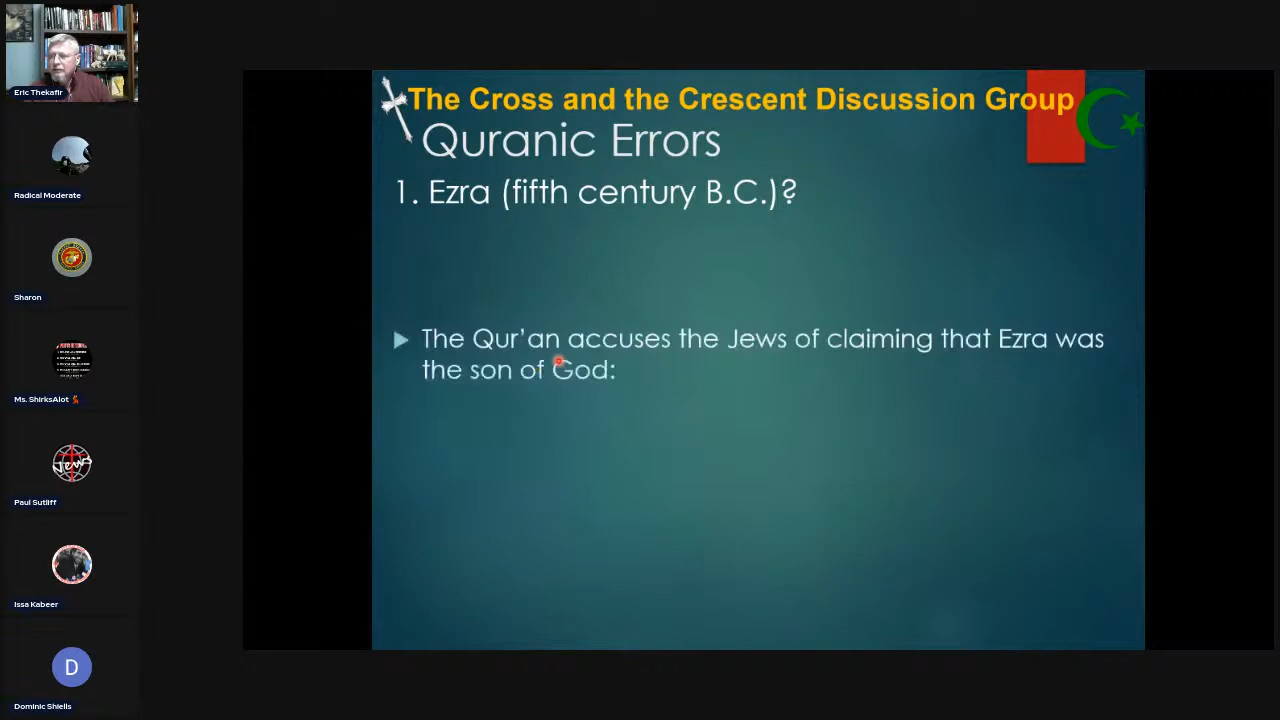 Eric Thekafir
Radical Moderate
Sharon
Ms. ShirksAlot
Paul Sutliff
News
Issa Kabeer
D
Dominic Shiells
The Cross and the Crescent Discussion Group
Quranic Errors
1. Ezra (fifth century B.C.)?
The Qur'an accuses the Jews of claiming that Ezra was
the son of God: